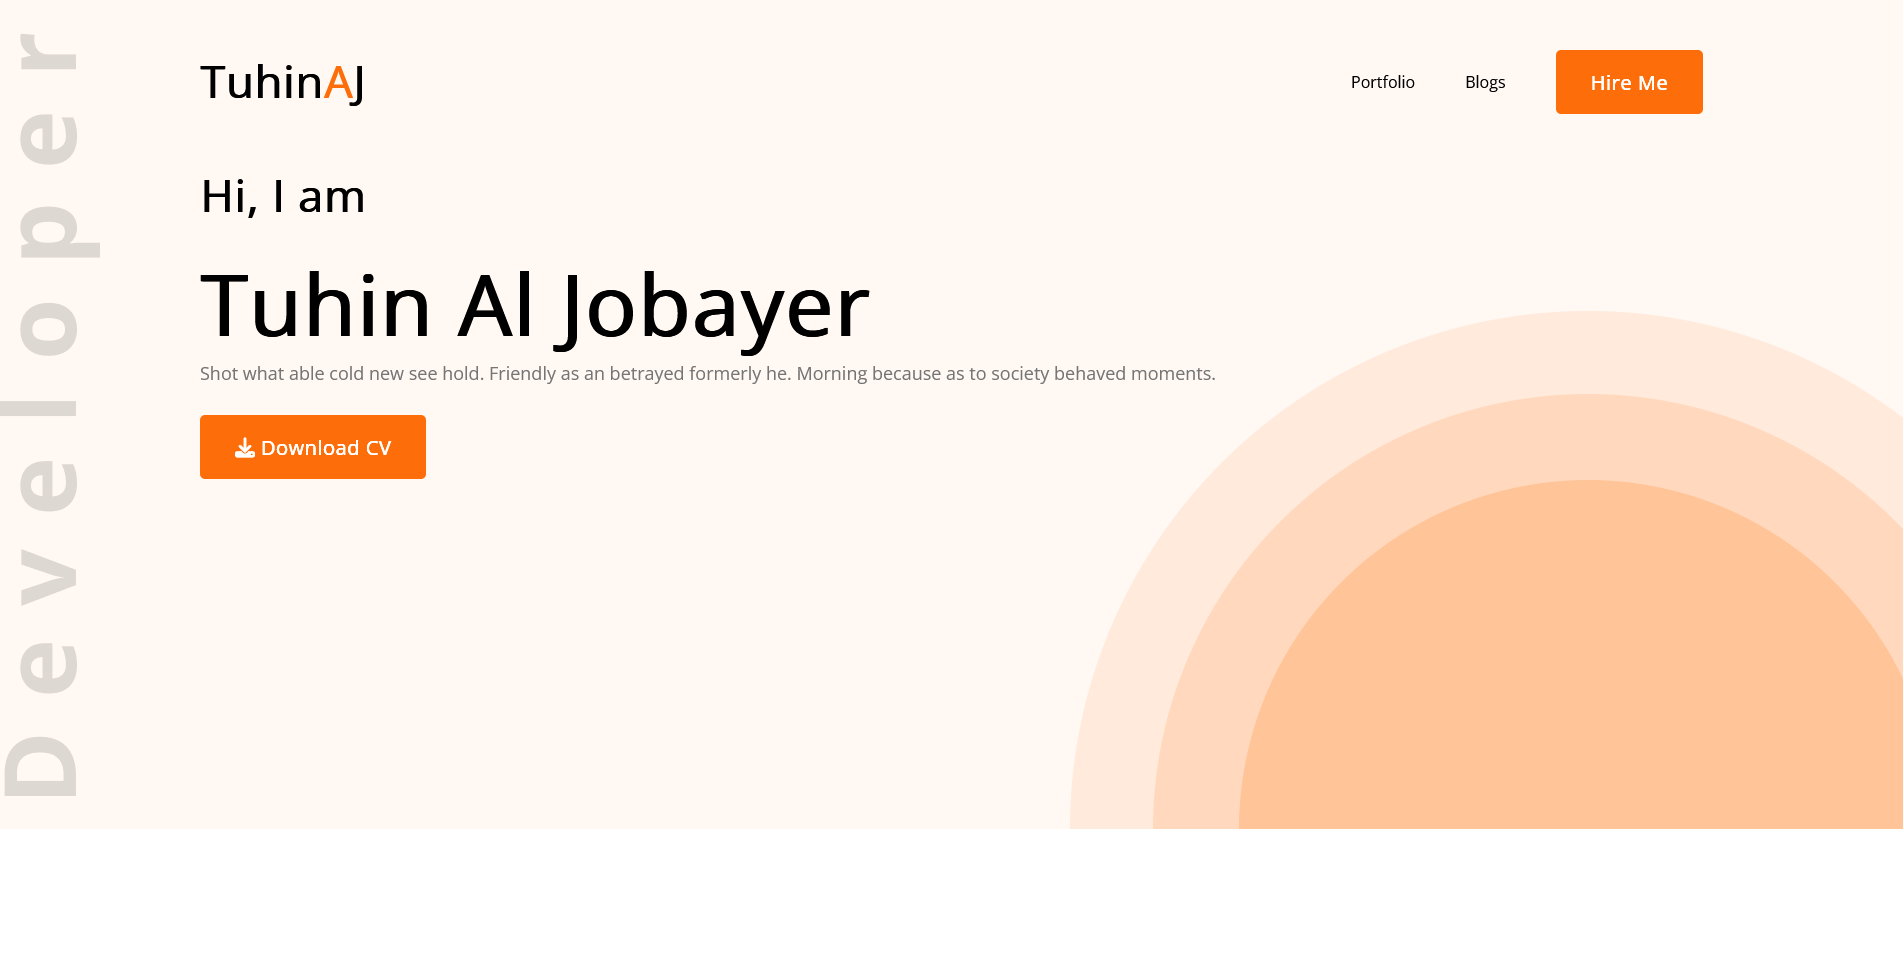 TuhinAJ
Portfolio
Blogs
Hire Me
Hi, I am
Tuhin Al Jobayer
Shot what able cold new see hold. Friendly as an betrayed formerly he. Morning because as to society behaved moments.
Download CV
Developer